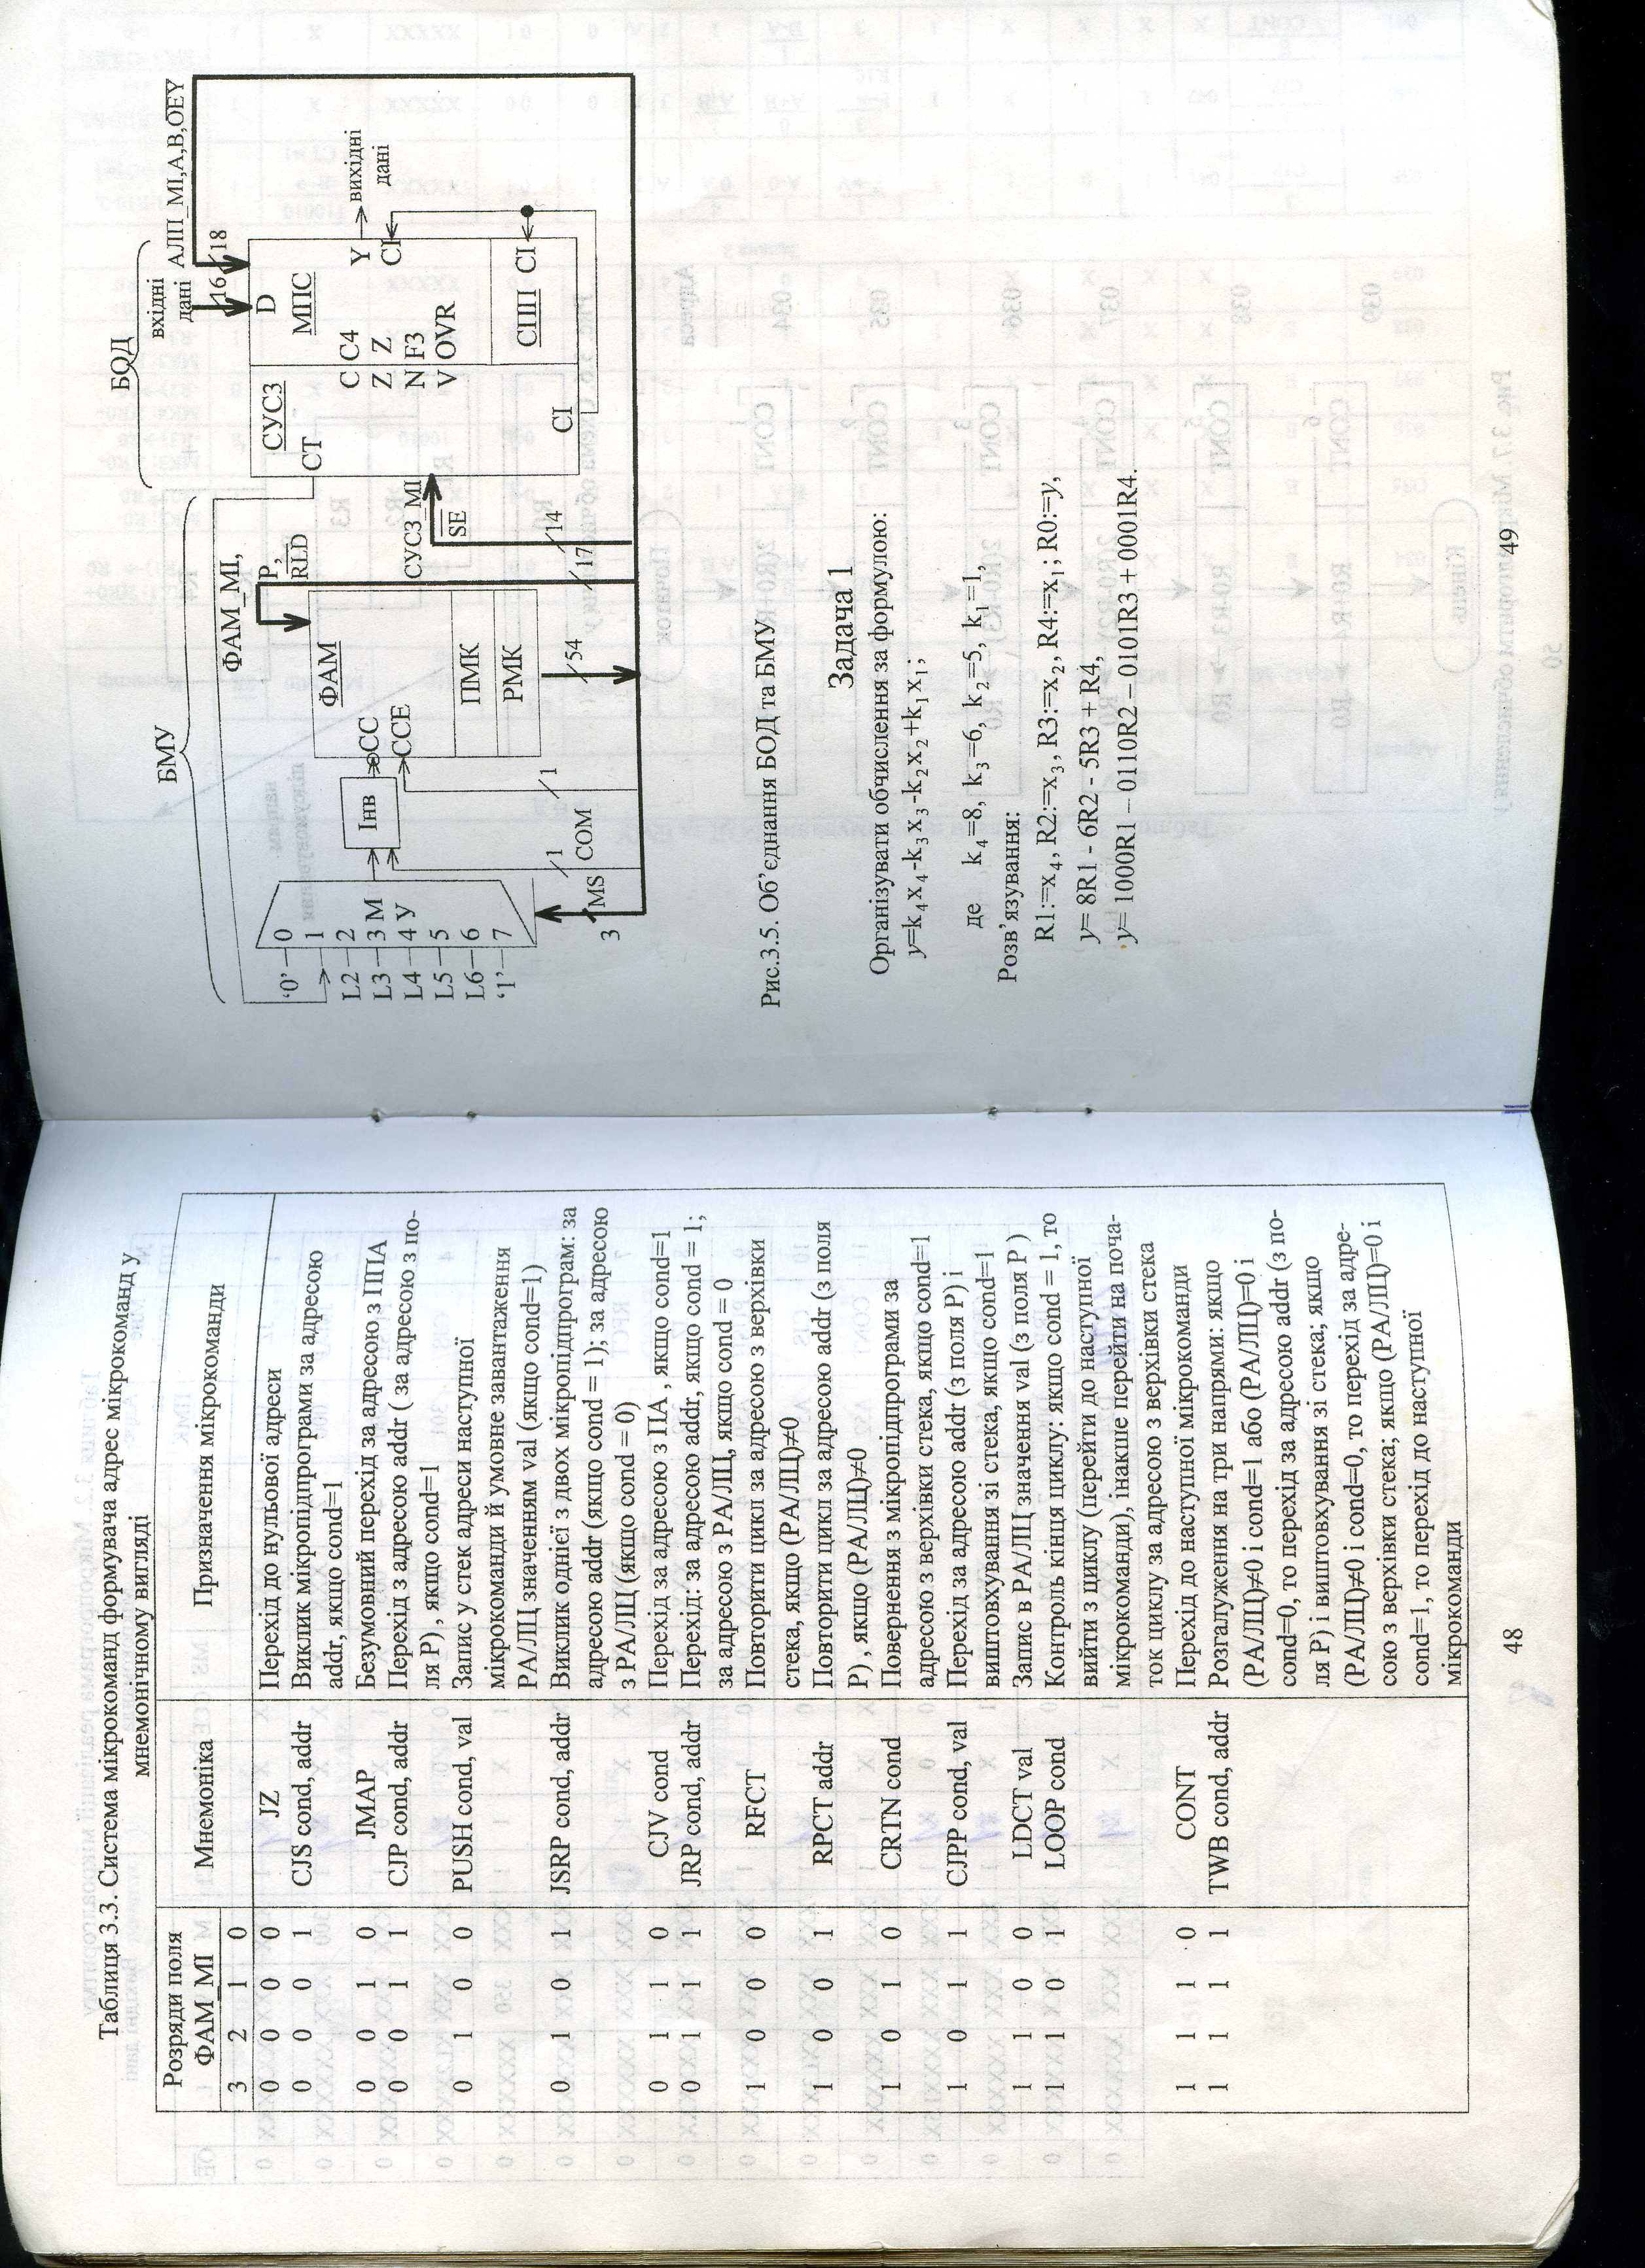 Таблиця 3.3. Система мікрокоманд формувача адрес мікрокоманд у
мнемонічному вигляді
Розряди поля
ФАМ_МІ
Мнемоніка
Призначення мікрокоманди
3 2 1 0
0 0 0 0 JZ Перехід до нульової адреси
0 0 0 1 CJS cond, addr Виклик мікропідпрограми за адресою
addr, якщо cond=1
0 0 1 0 JMAP Безумовний перехід за адресою з ППА
0 0 1 1 CJP cond, addr Перехід з адресою addr ( за адресою з по-
ля Р) , якщо cond=1
0 1 0 0 PUSH cond, val Запис у стек адреси наступної
мікрокоманди й умовне завантаження
РА/ЛЦ значенням val (якщо cond=1)
0 1 0 1 JSRP cond, addr Виклик однієї з двох мікропідпрограм: за
адресою addr (якщо cond = 1); за адресою
з РА/ЛЦ (якщо cond = 0)
0 1 1 0 CJV cond Перехід за адресою з ПА , якщо cond=1
0 1 1 1 JRP cond, addr Перехід: за адресою addr, якщо cond = 1;
за адресою з РА/ЛЦ, якщо cond = 0
1 0 0 0 RFCT Повторити цикл за адресою з верхівки
стека, якщо (РА/ЛЦ)≠0
1 0 0 1 RPCT addr Повторити цикл за адресою addr (з поля
Р) , якщо (РА/ЛЦ)≠0
1 0 1 0 CRTN cond Повернення з мікропідпрограми за
адресою з верхівки стека, якщо cond=1
1 0 1 1 CJPP cond, val Перехід за адресою addr (з поля Р) і
виштовхування зі стека, якщо cond=1
1 1 0 0 LDCT val Запис в РА/ЛЦ значення val (з поля Р )
1 1 0 1 LOOP cond Контроль кінця циклу: якщо cond = 1, то
вийти з циклу (перейти до наступної
мікрокоманди), інакше перейти на поча-
ток циклу за адресою з верхівки стека
1 1 1 0 CONT Перехід до наступної мікрокоманди
1 1 1 1 TWB cond, addr Розгалуження на три напрями: якщо
(РА/ЛЦ)≠0 і cond=1 або (РА/ЛЦ)=0 і
cond=0, то перехід за адресою addr (з по-
ля Р) і виштовхування зі стека; якщо
(РА/ЛЦ)≠0 і cond=0, то перехід за адре-
сою з верхівки стека; якщо (РА/ЛЦ)=0 і
cond=1, то перехід до наступної
мікрокоманди
48
БМУ
БОД
ФАМ_МІ,
P,
RLD
вхідні
дані
АЛП_МІ,А,В,OEY
16
18
'0' 0
1
L2 2
L3 3 М
L4 4 У
L5 5
L6 6
'1' 7
Інв
CC
CCE
ФАМ
ПМК
РМК
СУСЗ
СТ
C C4
Z Z
N F3
V OVR
CI
D
МПС
Y
CI
СПП CI
вихідні
дані
СУСЗ_МІ
SE
14
17
54
1
1
COM
MS
3
Рис.3.5. Об'єднання БОД та БМУ
Задача 1
Організувати обчислення за формулою:
y=k₄x₄-k₃x₃-k₂x₂+k₁x₁;
де k₄=8, k₃=6, k₂=5, k₁=1,
Розв'язування:
R1:=x₄, R2:=x₃, R3:=x₂, R4:=x₁; R0:=y,
y= 8R1 - 6R2 - 5R3 + R4,
y= 1000R1 – 0110R2 – 0101R3 + 0001R4.
49